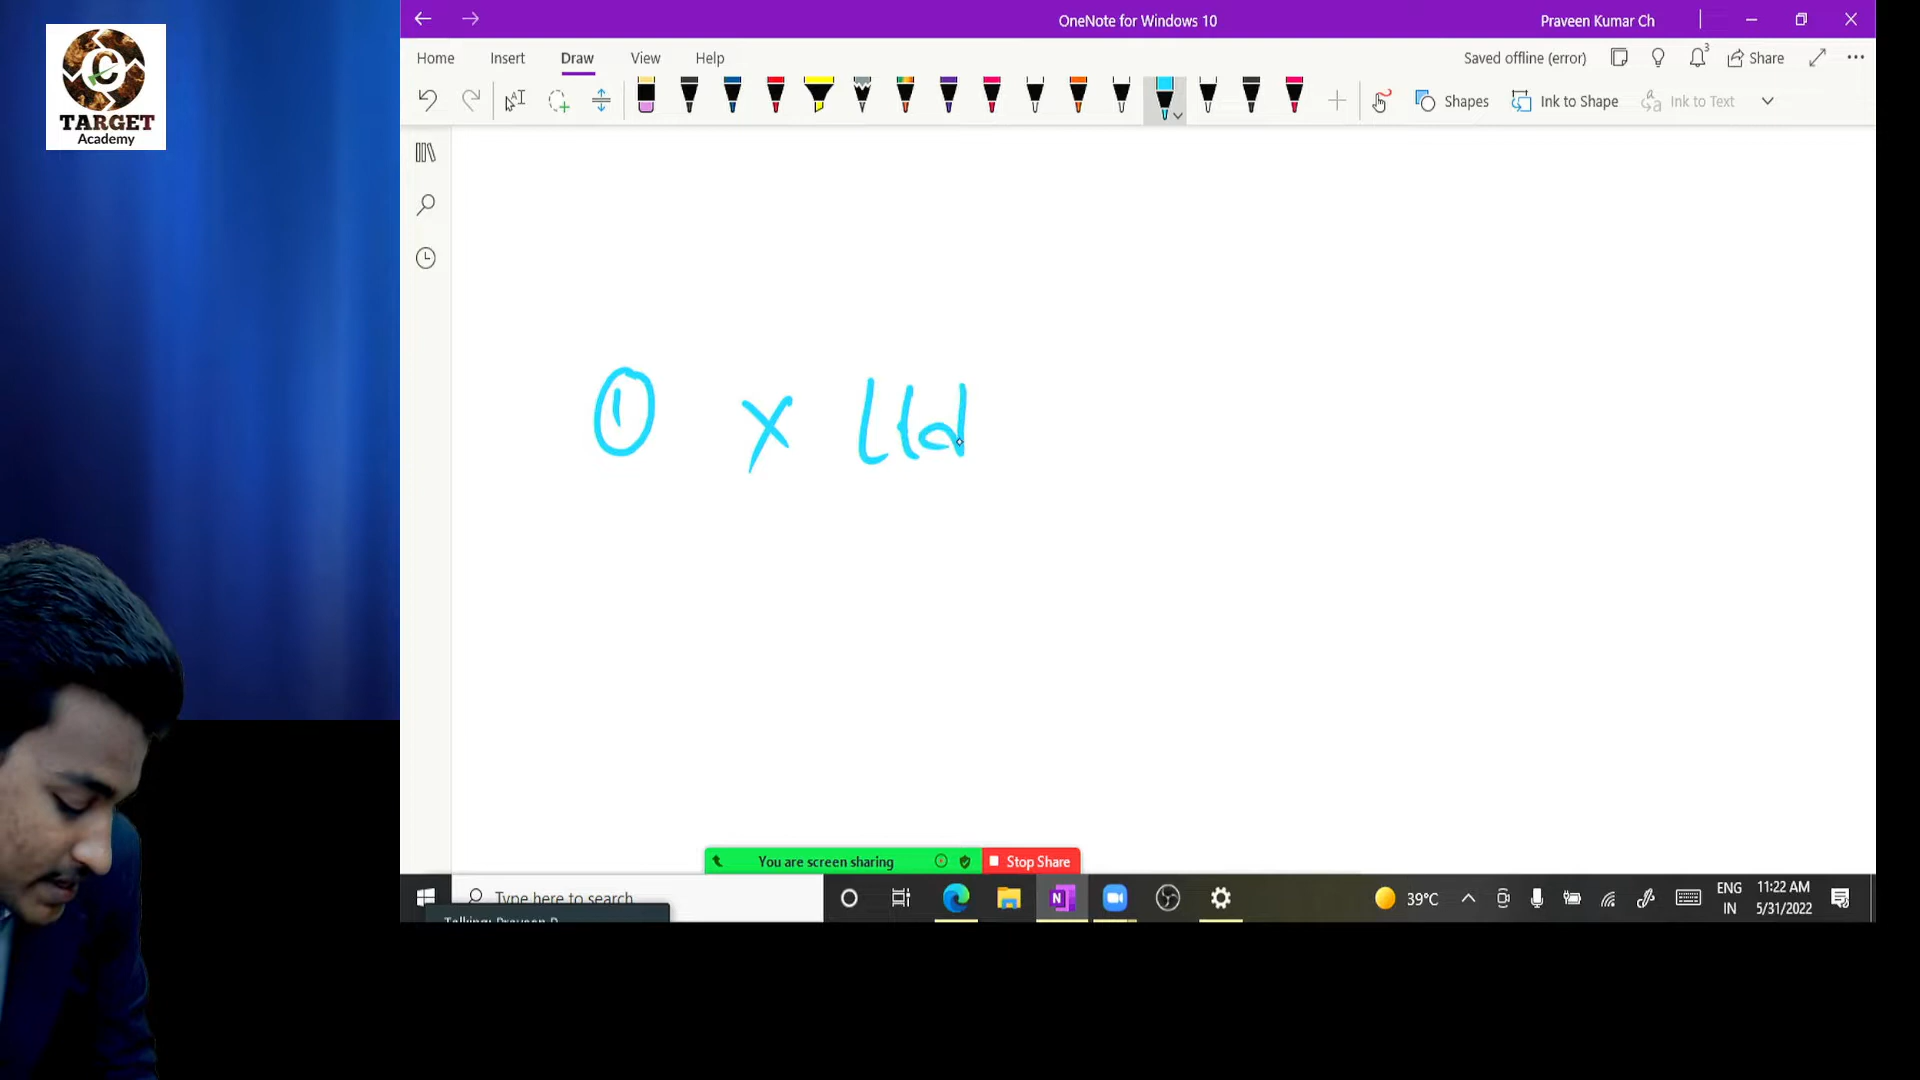 TARGET
Academy
OneNote for Windows 10
Praveen Kumar Ch
Home Insert Draw View Help
Saved offline (error)
3
Share
Shapes
Ink to Shape
Ink to Text
① x Ltd
You are screen sharing
Stop Share
Type here to search
39°C
ENG
IN
11:22 AM
5/31/2022